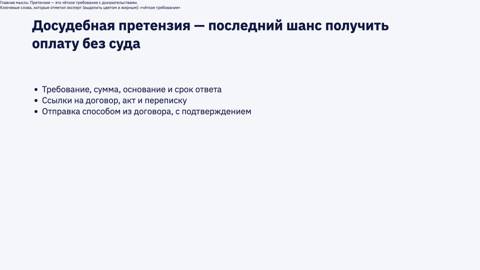 Главная мысль: Претензия — это чёткое требование с доказательствами.
Ключевые слова, которые отметил эксперт (выделить цветом и жирным): «чёткое требование»
Досудебная претензия — последний шанс получить
оплату без суда
• Требование, сумма, основание и срок ответа
• Ссылки на договор, акт и переписку
• Отправка способом из договора, с подтверждением